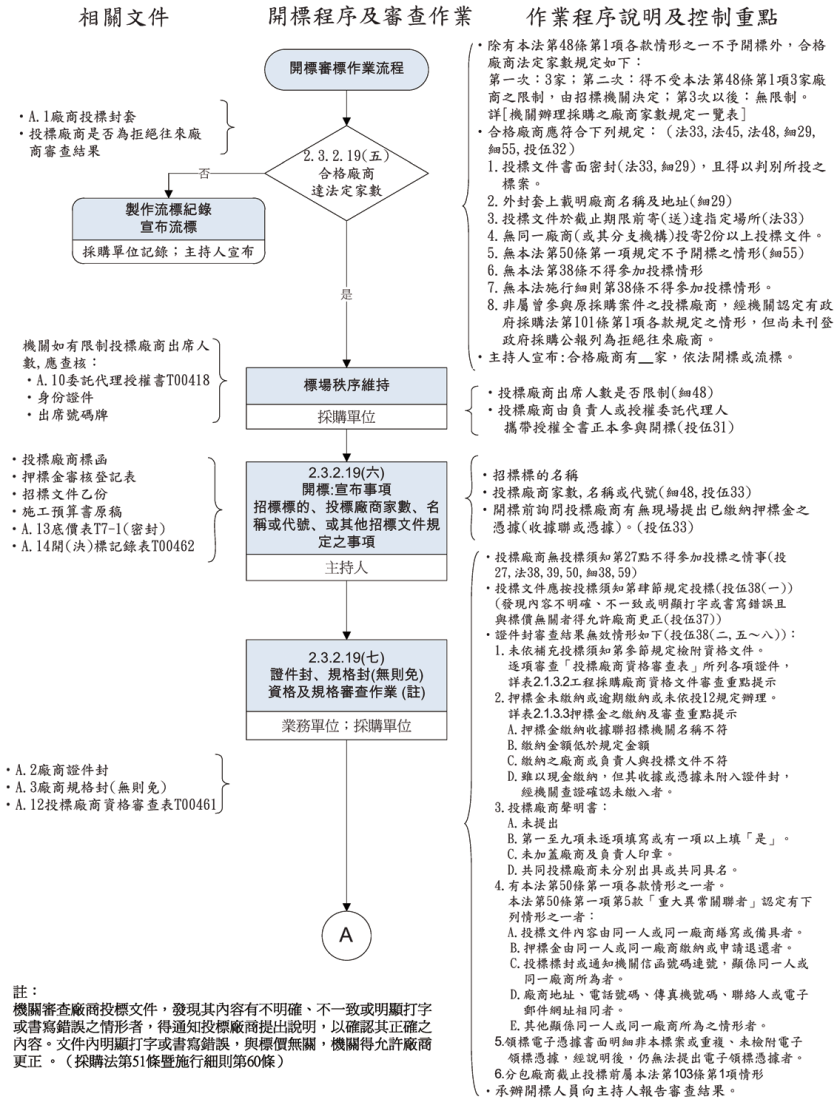 相關文件
開標程序及審查作業
作業程序說明及控制重點
開標審標作業流程
・A.1廠商投標封套
・投標廠商是否為拒絕往來廠
商審查結果
2.3.2.19(五)
合格廠商
達法定家數
否
製作流標紀錄
宣布流標
採購單位記錄；主持人宣布
是
・除有本法第48條第1項各款情形之一不予開標外，合格
廠商法定家數規定如下：
第一次：3家；第二次：得不受本法第48條第1項3家廠
商之限制，由招標機關決定；第3次以後：無限制。
詳[機關辦理採購之廠商家數規定一覽表]
・合格廠商應符合下列規定：（法33,法45,法48,細29,
細55,投伍32）
1.投標文件書面密封(法33,細29)，且得以判別所投之
標案。
2.外封套上載明廠商名稱及地址(細29)
3.投標文件於截止期限前寄(送)達指定場所(法33)
4.無同一廠商(或其分支機構)投寄2份以上投標文件。
5.無本法第50條第一項規定不予開標之情形(細55)
6.無本法第38條不得參加投標情形
7.無本法施行細則第38條不得參加投標情形。
8.非屬曾參與原採購案件之投標廠商，經機關認定有政
府採購法第101條第1項各款規定之情形，但尚未刊登
政府採購公報列為拒絕往來廠商。
・主持人宣布:合格廠商有__家，依法開標或流標。
機關如有限制投標廠商出席人
數,應查核：
・A.10委託代理授權書T00418
・身份證件
・出席號碼牌
標場秩序維持
採購單位
・投標廠商出席人數是否限制(細48)
・投標廠商由負責人或授權委託代理人
攜帶授權全書正本參與開標(投伍31)
・投標廠商標函
・押標金審核登記表
・招標文件乙份
・施工預算書原稿
・A.13底價表T7-1(密封)
・A.14開(決)標記錄表T00462
2.3.2.19(六)
開標:宣布事項
招標標的、投標廠商家數、名
稱或代號、或其他招標文件規
定之事項
主持人
・招標標的名稱
・投標廠商家數,名稱或代號(細48,投伍33)
・開標前詢問投標廠商有無現場提出已繳納押標金之
憑據(收據聯或憑據)。(投伍33)
2.3.2.19(七)
證件封、規格封(無則免)
資格及規格審查作業 (註)
業務單位；採購單位
・A.2廠商證件封
・A.3廠商規格封(無則免)
・A.12投標廠商資格審查表T00461
A
・投標廠商無投標須知第27點不得參加投標之情事(投
27,法38,39,50,細38,59)
・投標文件應按投標須知第肆節規定投標(投伍38(一))
(發現內容不明確、不一致或明顯打字或書寫錯誤且
與標價無關者得允許廠商更正(投伍37))
・證件封審查結果無效情形如下(投伍38(二,五～八))：
1.未依補充投標須知第參節規定檢附資格文件。
逐項審查「投標廠商資格審查表」所列各項證件，
詳表2.1.3.2工程採購廠商資格文件審查重點提示
2.押標金未繳納或逾期繳納或未依投12規定辦理。
詳表2.1.3.3押標金之繳納及審查重點提示
A.押標金繳納收據聯招標機關名稱不符
B.繳納金額低於規定金額
C.繳納之廠商或負責人與投標文件不符
D.雖以現金繳納，但其收據或憑據未附入證件封，
經機關查證確認未繳入者。
3.投標廠商聲明書：
A.未提出
B.第一至九項未逐項填寫或有一項以上填「是」。
C.未加蓋廠商及負責人印章。
D.共同投標廠商未分別出具或共同具名。
4.有本法第50條第一項各款情形之一者。
本法第50條第一項第5款「重大異常關聯者」認定有下
列情形之一者：
A.投標文件內容由同一人或同一廠商繕寫或備具者。
B.押標金由同一人或同一廠商繳納或申請退還者。
C.投標標封或通知機關信函號碼連號，顯係同一人或
同一廠商所為者。
D.廠商地址、電話號碼、傳真機號碼、聯絡人或電子
郵件網址相同者。
E.其他顯係同一人或同一廠商所為之情形者。
5.領標電子憑據書面明細非本標案或重複、未檢附電子
領標憑據，經說明後，仍無法提出電子領標憑據者。
6.分包廠商截止投標前屬本法第103條第1項情形
・承辦開標人員向主持人報告審查結果。
註：
機關審查廠商投標文件，發現其內容有不明確、不一致或明顯打字
或書寫錯誤之情形者，得通知投標廠商提出說明，以確認其正確之
內容。文件內明顯打字或書寫錯誤，與標價無關，機關得允許廠商
更正 。（採購法第51條暨施行細則第60條）